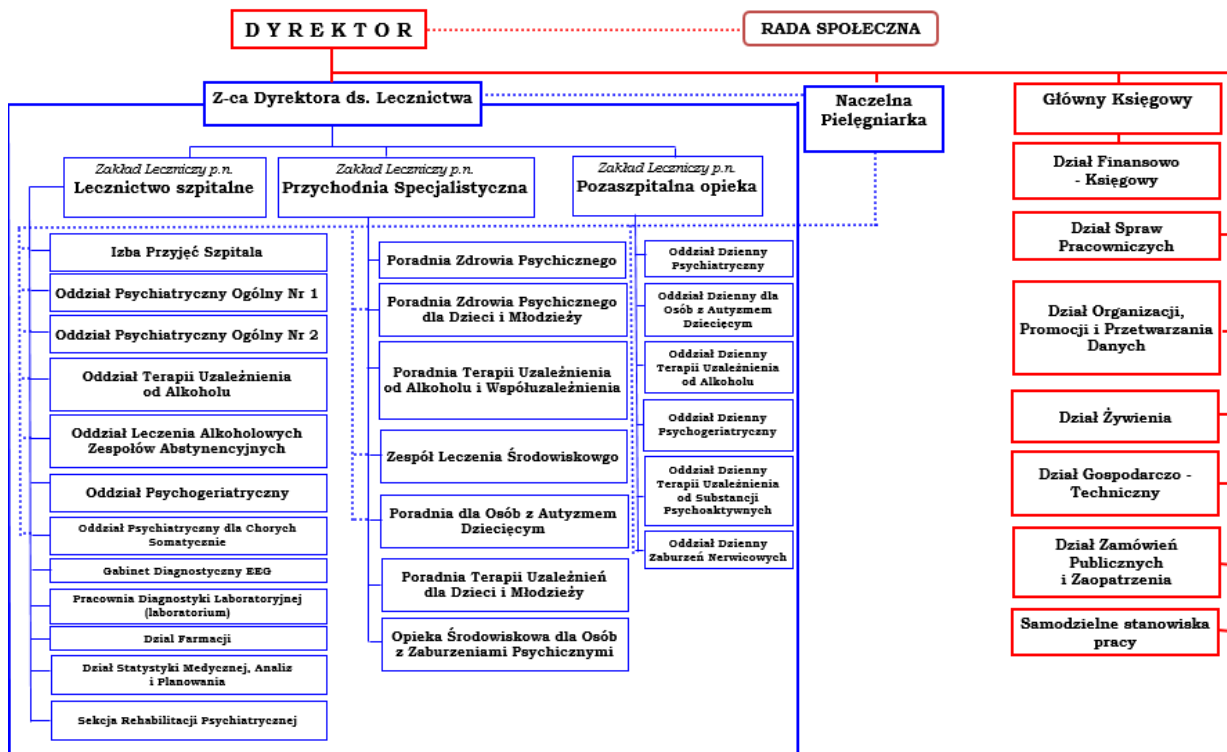 D Y R E K T O R
RADA SPOŁECZNA
Z-ca Dyrektora ds. Lecznictwa
Naczelna
Pielęgniarka
Główny Księgowy
Zakład Leczniczy p.n.
Lecznictwo szpitalne
Zakład Leczniczy p.n.
Przychodnia Specjalistyczna
Zakład Leczniczy p.n.
Pozaszpitalna opieka
Izba Przyjęć Szpitala
Oddział Psychiatryczny Ogólny Nr 1
Oddział Psychiatryczny Ogólny Nr 2
Oddział Terapii Uzależnienia
od Alkoholu
Oddział Leczenia Alkoholowych
Zespołów Abstynencyjnych
Oddział Psychogeriatryczny
Oddział Psychiatryczny dla Chorych
Somatycznie
Gabinet Diagnostyczny EEG
Pracownia Diagnostyki Laboratoryjnej
(laboratorium)
Dzial Farmacji
Dział Statystyki Medycznej, Analiz
i Planowania
Sekcja Rehabilitacji Psychiatrycznej
Poradnia Zdrowia Psychicznego
Poradnia Zdrowia Psychicznego
dla Dzieci i Młodzieży
Poradnia Terapii Uzależnienia
od Alkoholu i Współuzależnienia
Zespół Leczenia Środowiskowgo
Poradnia dla Osób z Autyzmem
Dziecięcym
Poradnia Terapii Uzależnień
dla Dzieci i Młodzieży
Opieka Środowiskowa dla Osób
z Zaburzeniami Psychicznymi
Oddział Dzienny
Psychiatryczny
Oddział Dzienny dla
Osób z Autyzmem
Dziecięcym
Oddział Dzienny
Terapii Uzależnienia
od Alkoholu
Oddział Dzienny
Psychogeriatryczny
Oddział Dzienny
Terapii Uzależnienia
od Substancji
Psychoaktywnych
Oddział Dzienny
Zaburzeń Nerwicowych
Dział Finansowo
- Księgowy
Dział Spraw
Pracowniczych
Dział Organizacji,
Promocji i Przetwarzania
Danych
Dział Żywienia
Dział Gospodarczo -
Techniczny
Dział Zamówień
Publicznych
i Zaopatrzenia
Samodzielne stanowiska
pracy